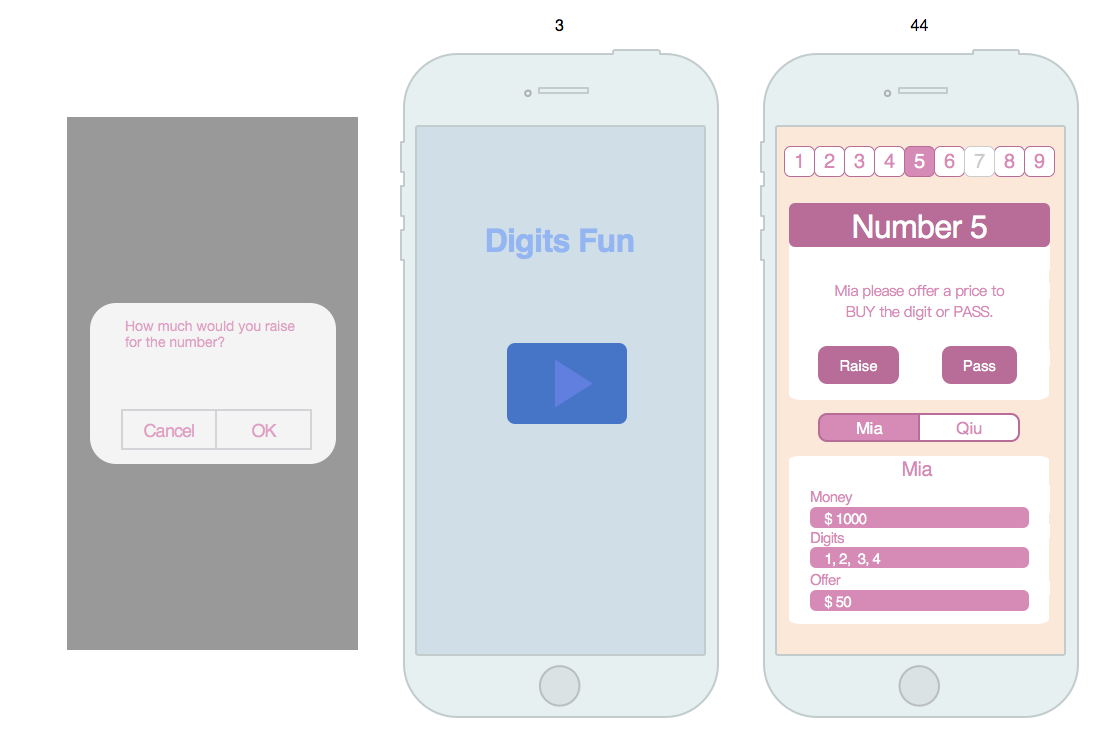 3
44
How much would you raise
for the number?
Cancel OK
Digits Fun
1 2 3 4 5 6 7 8 9
Number 5
Mia please offer a price to
BUY the digit or PASS.
Raise Pass
Mia Qiu
Mia
Money
$ 1000
Digits
1, 2, 3, 4
Offer
$ 50